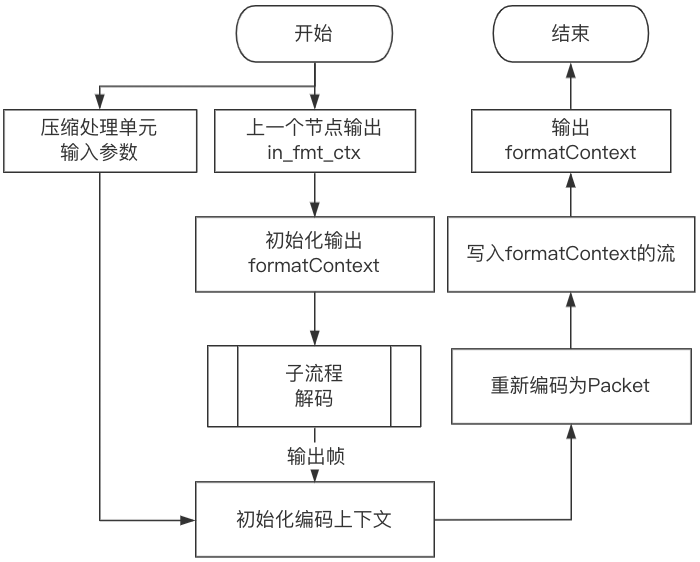 开始
压缩处理单元
输入参数
上一个节点输出
in_fmt_ctx
初始化输出
formatContext
子流程
解码
输出帧
初始化编码上下文
重新编码为Packet
写入formatContext的流
输出
formatContext
结束